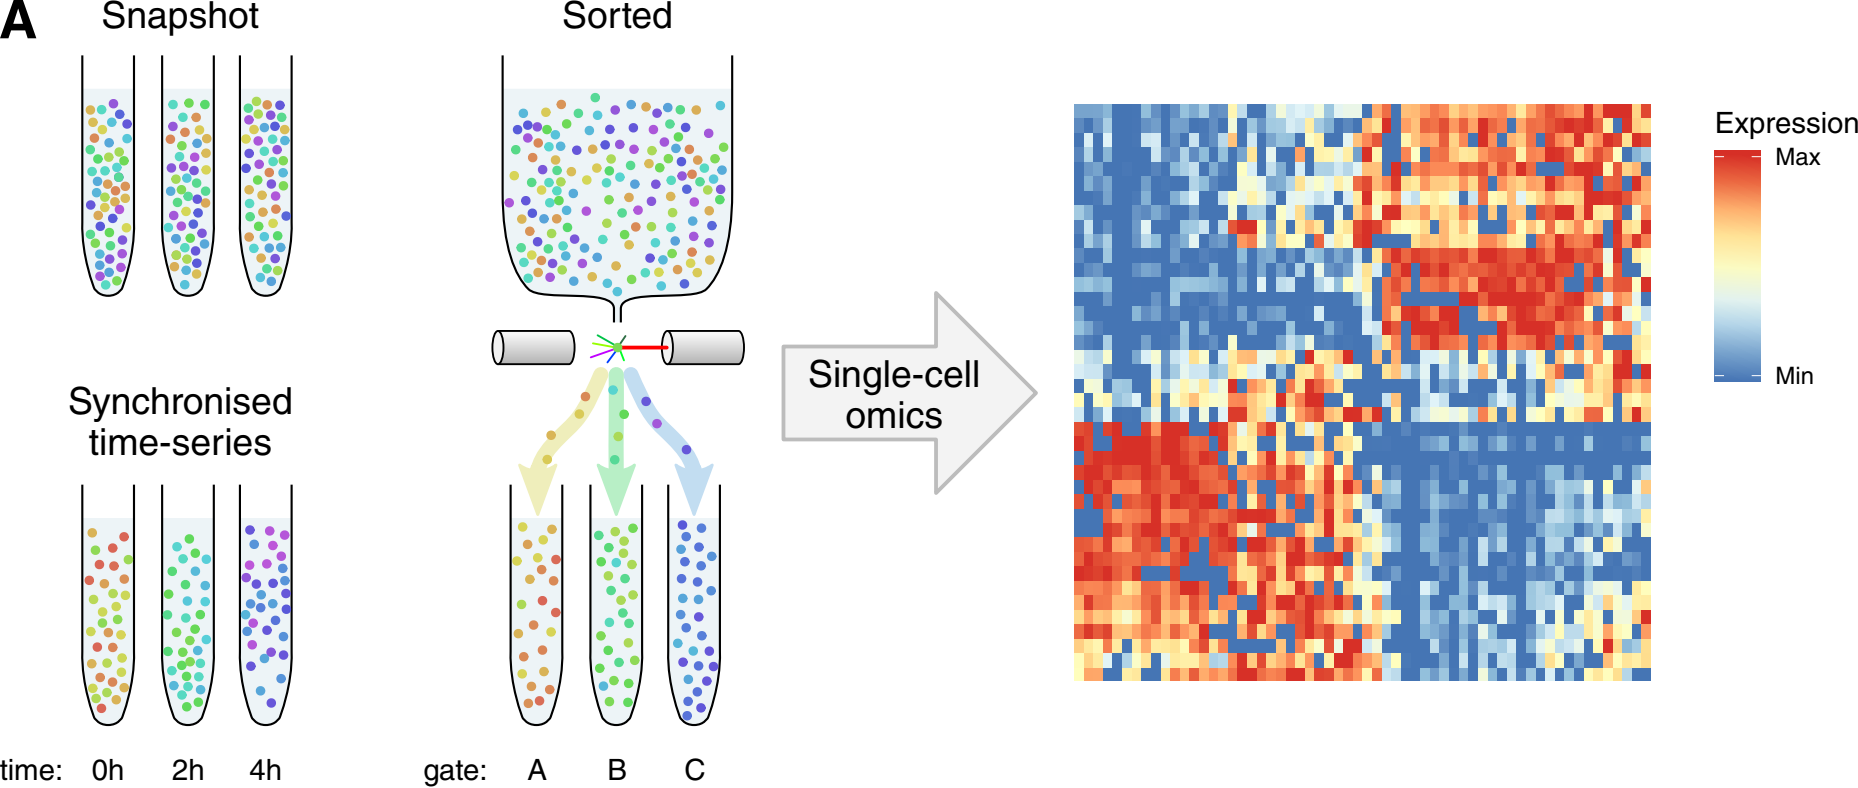 A
Snapshot
Sorted
Synchronised
time-series
time: 0h 2h 4h
gate: A B C
Single-cell
omics
Expression
Max
Min